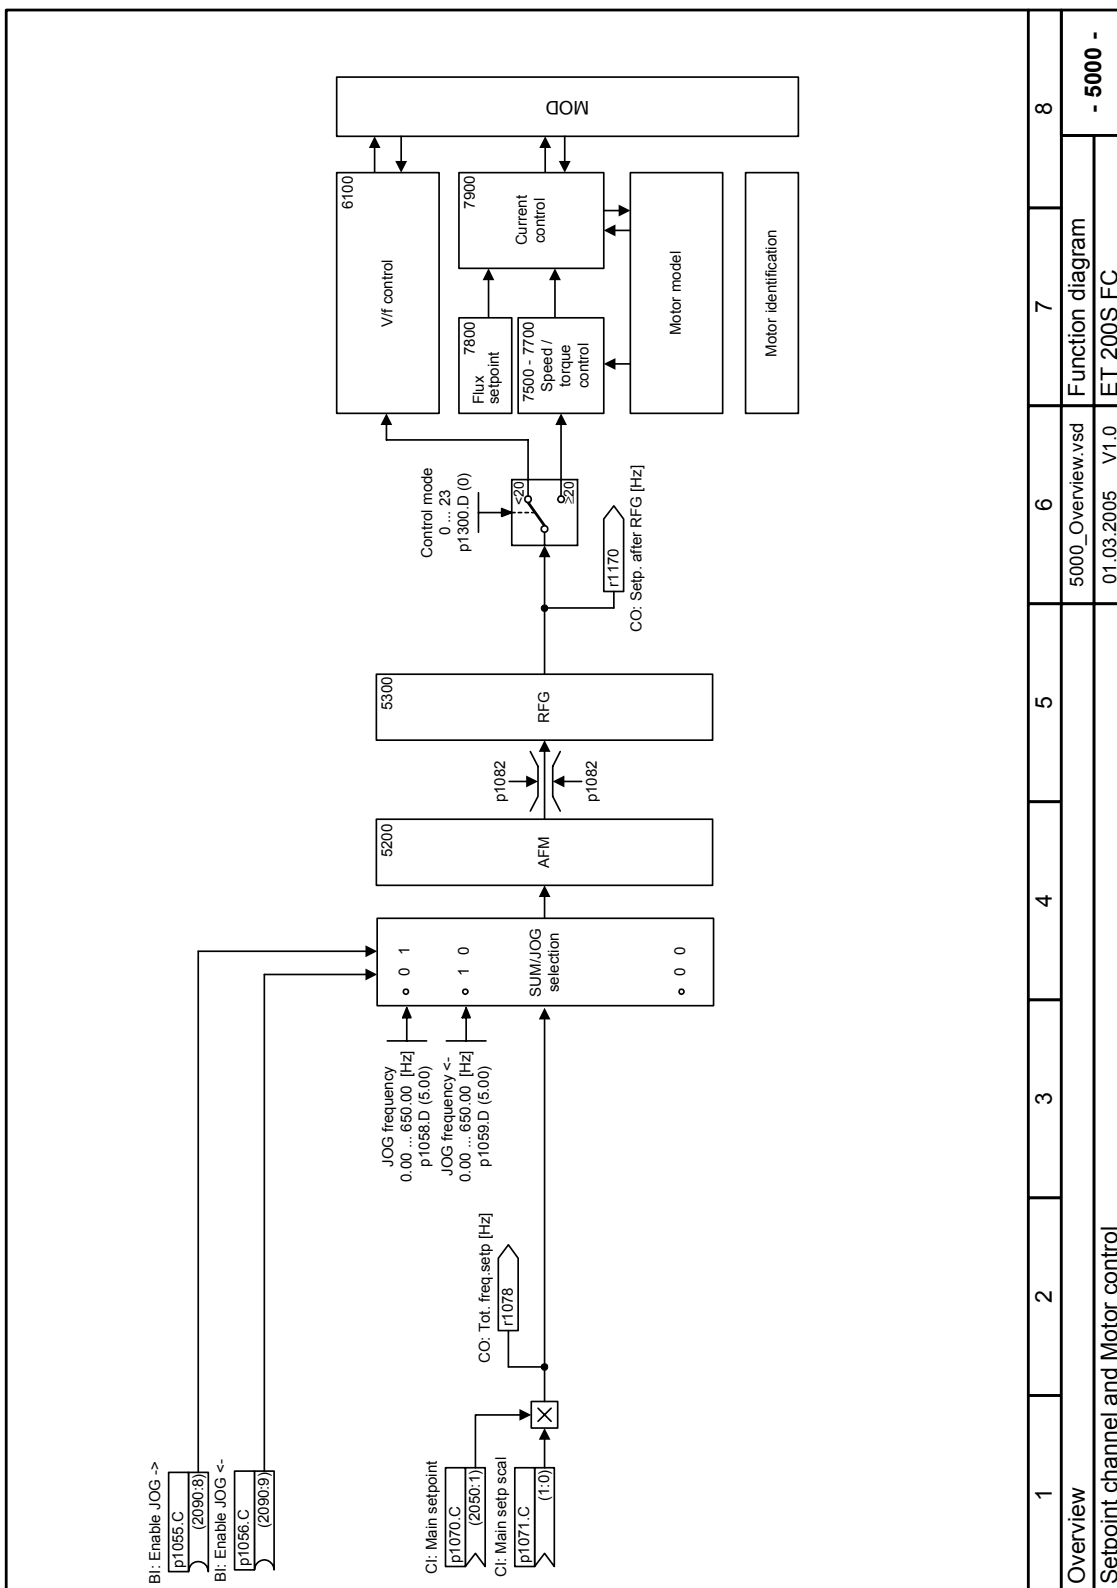 BI: Enable JOG ->
p1055.C
(2090:8)
BI: Enable JOG <-
p1056.C
(2090:9)
CI: Main setpoint
p1070.C
(2050:1)
CI: Main setp scal
p1071.C
(1:0)
CO: Tot. freq.setp [Hz]
r1078
JOG frequency
0.00 ... 650.00 [Hz]
p1058.D (5.00)
JOG frequency <-
0.00 ... 650.00 [Hz]
p1059.D (5.00)
0 1
1 0
SUM/JOG
selection
0 0
5200
AFM
p1082
p1082
5300
RFG
r1170
CO: Setp. after RFG [Hz]
Control mode
0 ... 23
p1300.D (0)
<20
≥20
6100
V/f control
7800
Flux
setpoint
7500 - 7700
Speed /
torque
control
7900
Current
control
Motor model
Motor identification
MOD
1 2 3 4 5 6 7 8
Overview
5000_Overview.vsd
Function diagram
- 5000 -
Setpoint channel and Motor control
01.03.2005 V1.0
ET 200S FC